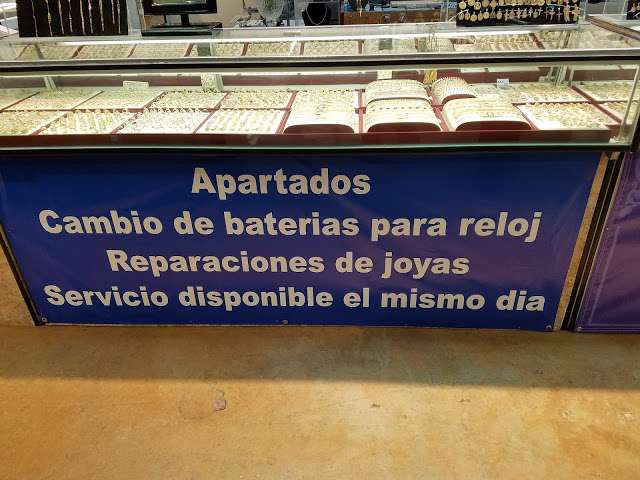 Apartados
Cambio de baterias para reloj
Reparaciones de joyas
Servicio disponible el mismo dia